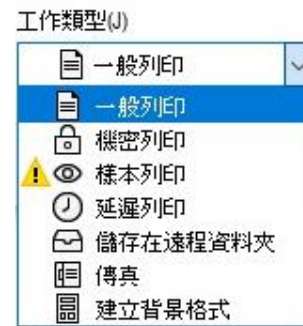 工作類型(J)
一般列印
一般列印
機密列印
樣本列印
延遲列印
儲存在遠程資料夾
傳真
建立背景格式